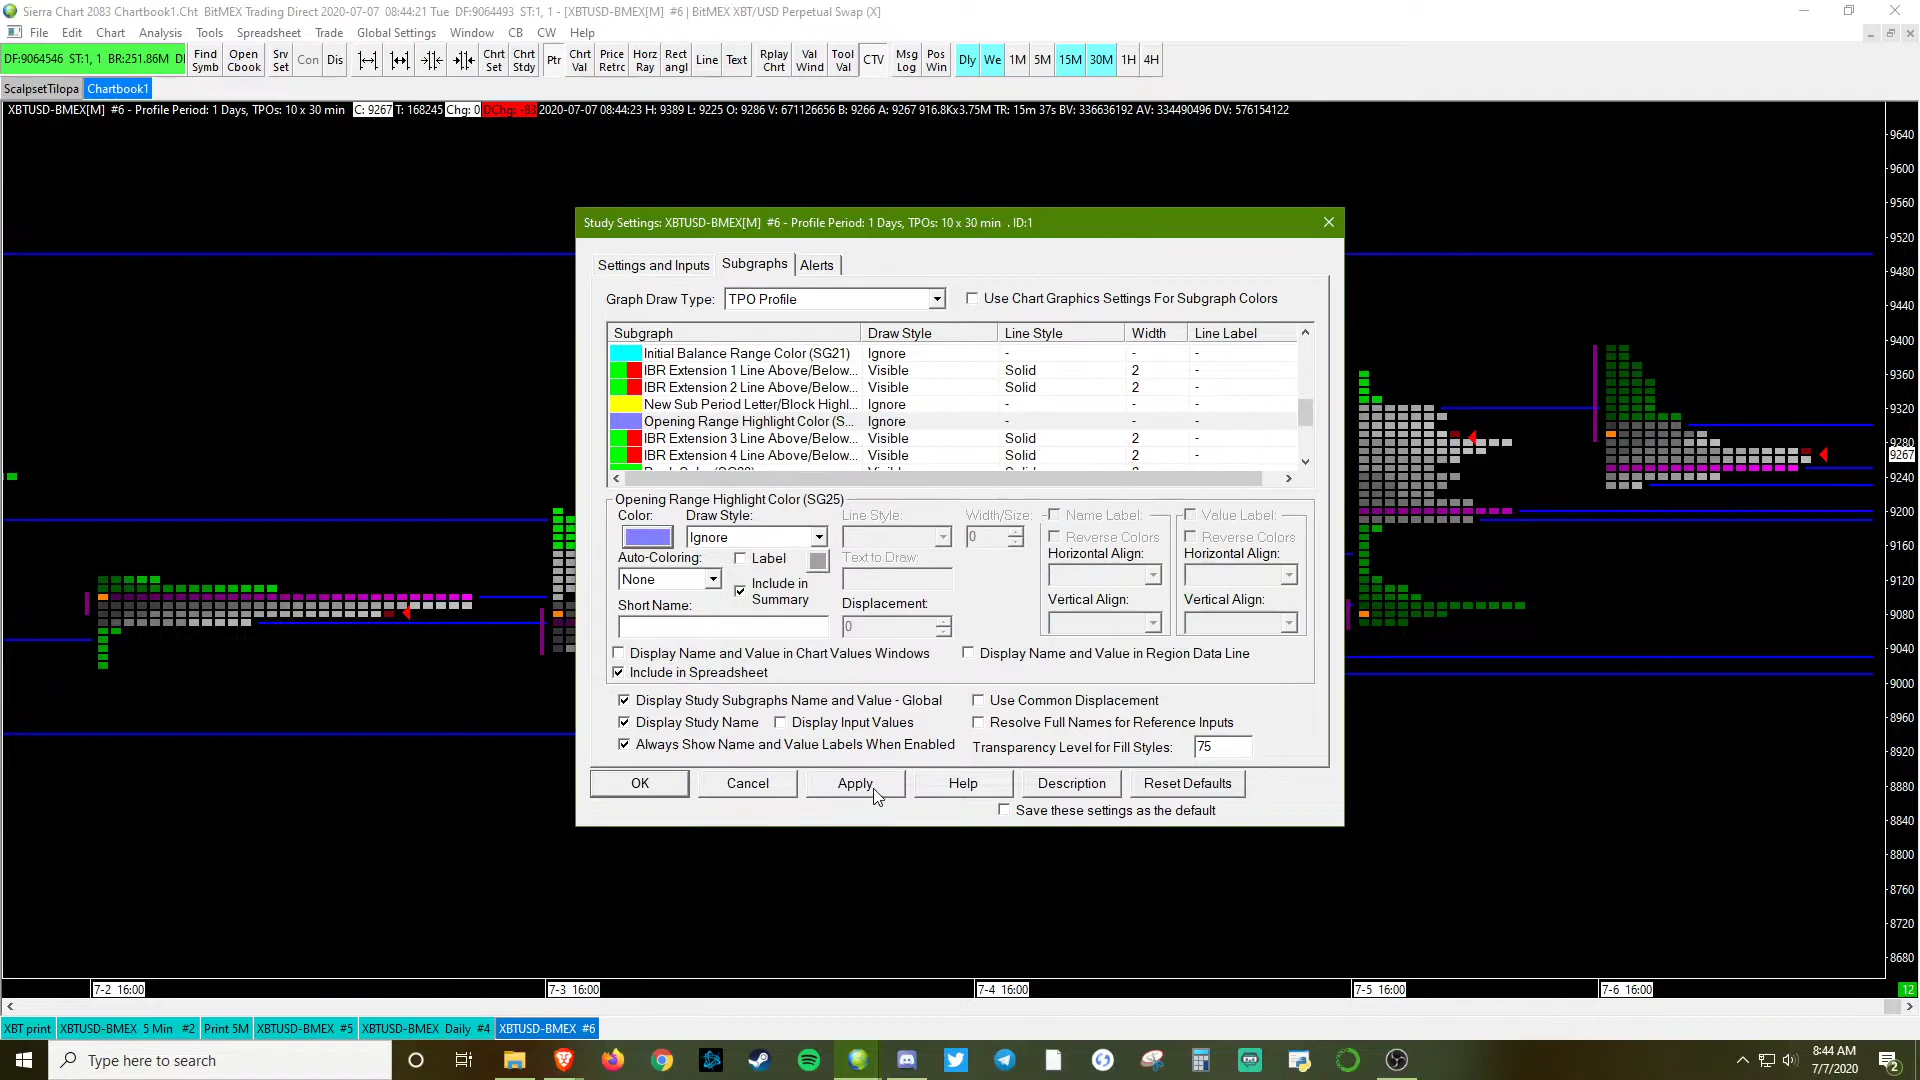 Sierra Chart 2083 Chartbook1.Cht  BitMEX Trading Direct 2020-07-07  08:44:21 Tue  DF:9064493  ST:1, 1 - [XBTUSD-BMEX[M]  #6 | BitMEX XBT/USD Perpetual Swap (X]
File Edit Chart Analysis Tools Spreadsheet Trade Global Settings Window CB CW Help
DF:9064546  ST:1, 1  BR:251.86M
Find Symb Open Cbook Srv Set Con Dis Chrt Set Chrt Stdy Ptr Chrt Val Price Retrc Horz Ray Rect angl Line Text Rplay Chrt Val Wind Tool Val CTV Msg Log Pos Win Dly We 1M 5M 15M 30M 1H 4H
ScalpsetTilopa Chartbook1
XBTUSD-BMEX[M]  #6 - Profile Period: 1 Days, TPOs: 10 x 30 min  C: 9267 T: 168245 Chg: 0 DChg: -83 2020-07-07 08:44:23 H: 9389 L: 9225 O: 9286 V: 671126656 B: 9266 A: 9267 916.8Kx3.75M TR: 15m 37s BV: 336636192 AV: 334490496 DV: 576154122
9640
9600
9560
9520
9480
9440
9400
9360
9320
9280
9267
9240
9200
9160
9120
9080
9040
9000
8960
8920
8880
8840
8800
8760
8720
8680
Study Settings: XBTUSD-BMEX[M]  #6 - Profile Period: 1 Days, TPOs: 10 x 30 min  . ID:1
Settings and Inputs Subgraphs Alerts
Graph Draw Type: TPO Profile Use Chart Graphics Settings For Subgraph Colors
Subgraph Draw Style Line Style Width Line Label
Initial Balance Range Color (SG21) Ignore - - -
IBR Extension 1 Line Above/Below... Visible Solid 2 -
IBR Extension 2 Line Above/Below... Visible Solid 2 -
New Sub Period Letter/Block Highl... Ignore - - -
Opening Range Highlight Color (S... Ignore
IBR Extension 3 Line Above/Below... Visible Solid 2 -
IBR Extension 4 Line Above/Below... Visible Solid 2 -
Opening Range Highlight Color (SG25)
Color: Draw Style: Line Style: Width/Size: Name Label: Value Label:
Ignore 0 Reverse Colors Reverse Colors
Auto-Coloring: Label Text to Draw: Horizontal Align: Horizontal Align:
None Include in Summary
Short Name: Displacement: Vertical Align: Vertical Align:
0
Display Name and Value in Chart Values Windows Display Name and Value in Region Data Line
Include in Spreadsheet
Display Study Subgraphs Name and Value - Global Use Common Displacement
Display Study Name Display Input Values Resolve Full Names for Reference Inputs
Always Show Name and Value Labels When Enabled Transparency Level for Fill Styles: 75
OK Cancel Apply Help Description Reset Defaults
Save these settings as the default
7-2  16:00 7-3  16:00 7-4  16:00 7-5  16:00 7-6  16:00 12
XBT print XBTUSD-BMEX  5 Min  #2 Print 5M XBTUSD-BMEX  #5 XBTUSD-BMEX  Daily  #4 XBTUSD-BMEX  #6
Type here to search
8:44 AM
7/7/2020
2